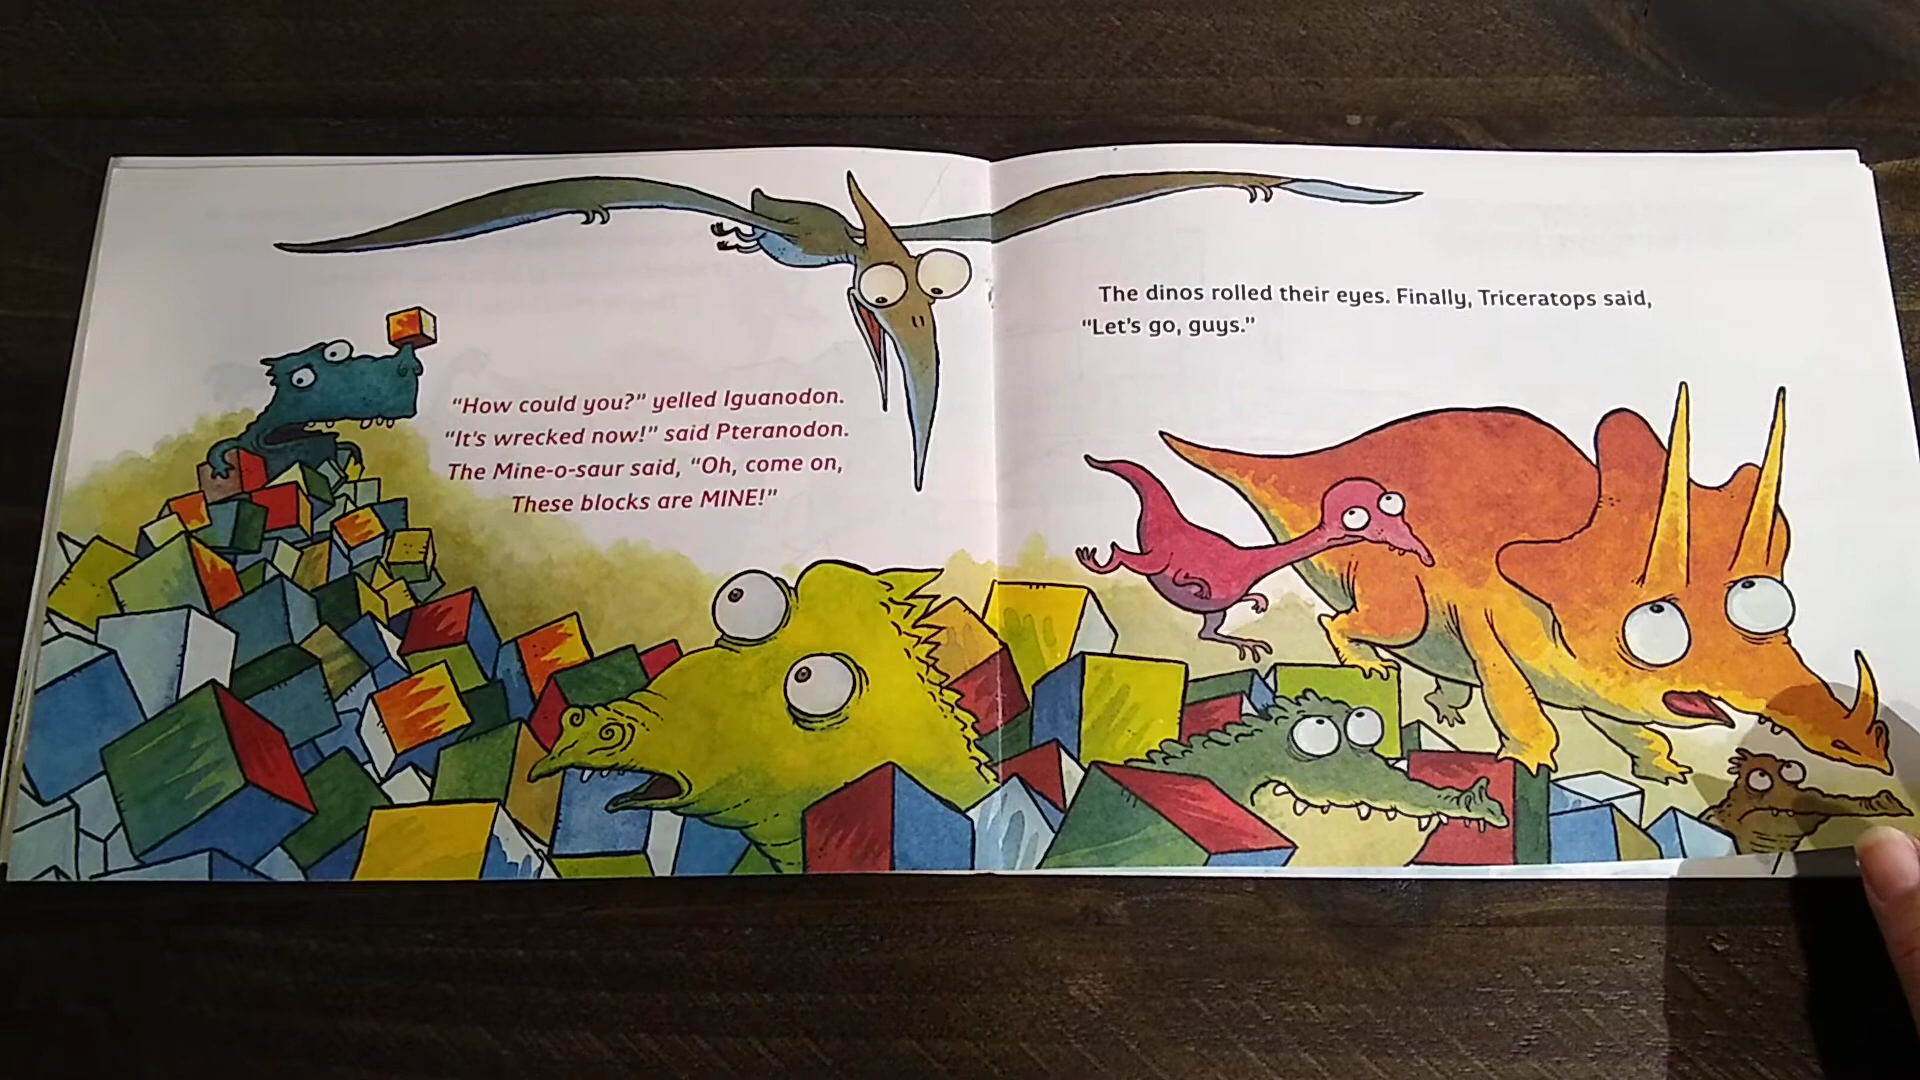 “How could you?” yelled Iguanodon.
“It’s wrecked now!” said Pteranodon.
The Mine-o-saur said, “Oh, come on,
These blocks are MINE!”
The dinos rolled their eyes. Finally, Triceratops said,
“Let’s go, guys.”